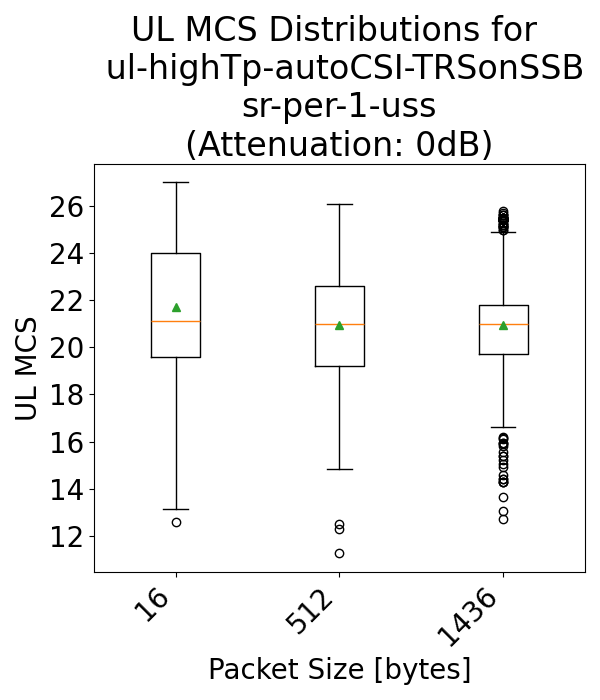 UL MCS Distributions for
ul-highTp-autoCSI-TRSonSSB
sr-per-1-uss
(Attenuation: 0dB)
UL MCS
26
24
22
20
18
16
14
12
16
512
1436
Packet Size [bytes]